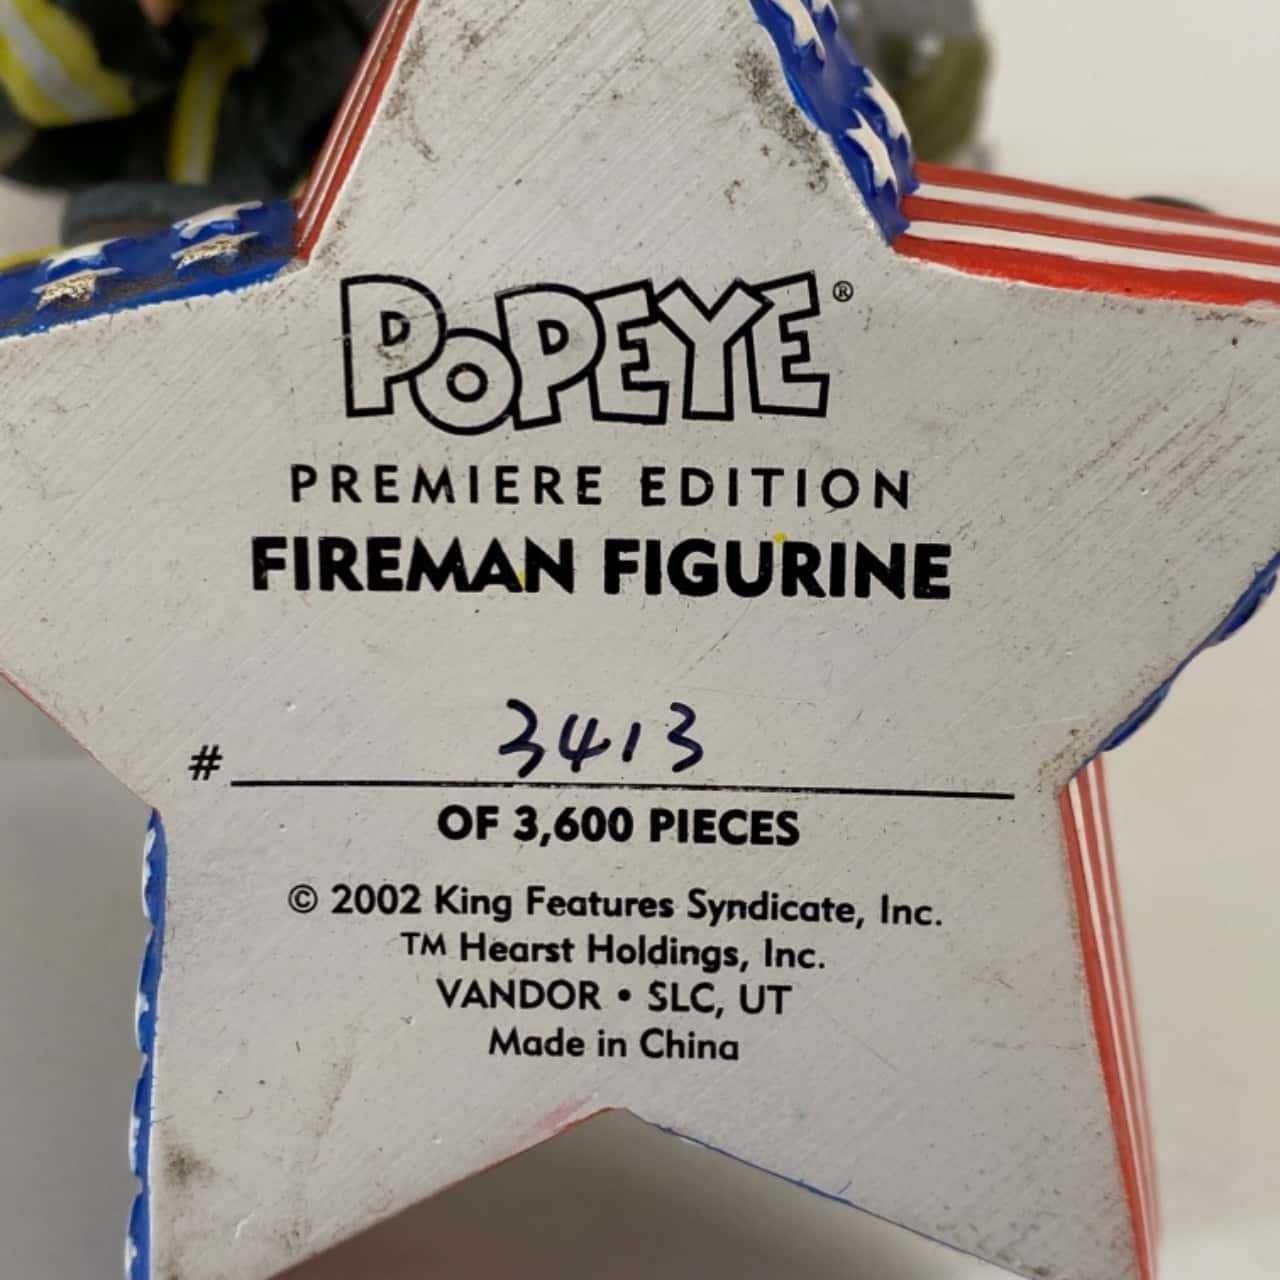 POPEYE®
PREMIERE EDITION
FIREMAN FIGURINE
# 3413
OF 3,600 PIECES
© 2002 King Features Syndicate, Inc.
TM Hearst Holdings, Inc.
VANDOR • SLC, UT
Made in China